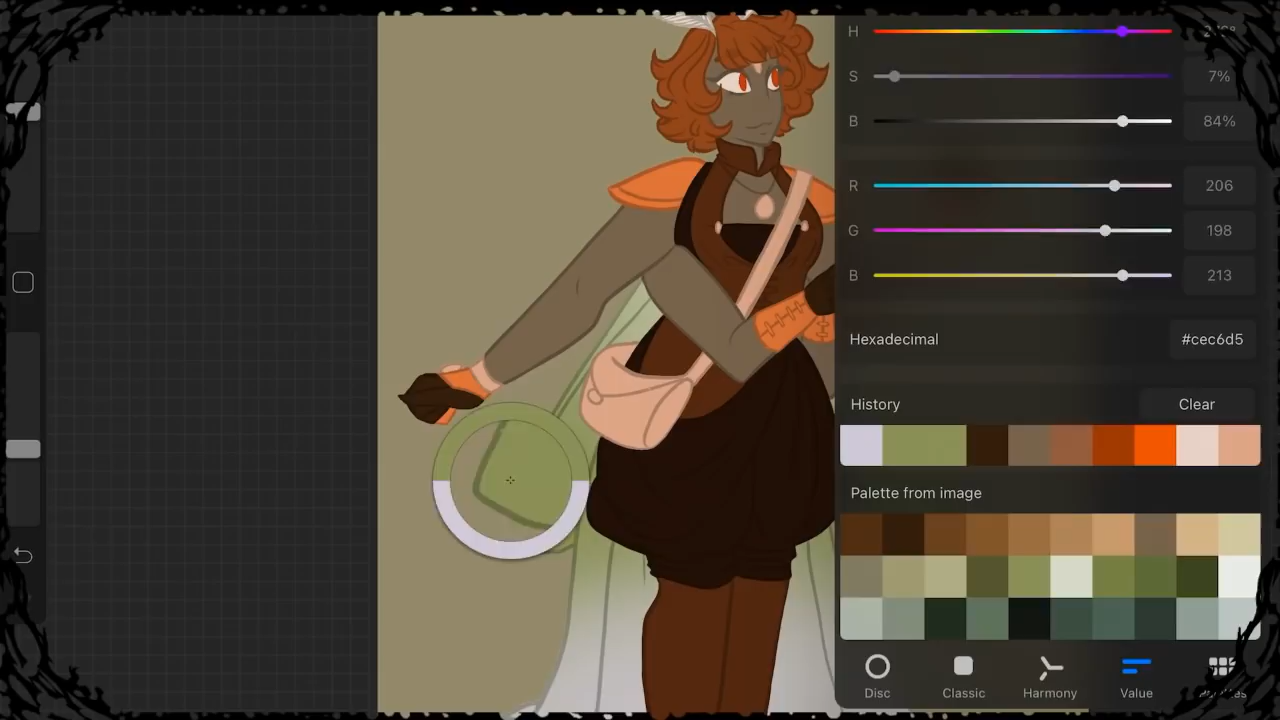 H
S 7%
B 84%
R 206
G 198
B 213
Hexadecimal #cec6d5
History Clear
Palette from image
Disc Classic Harmony Value